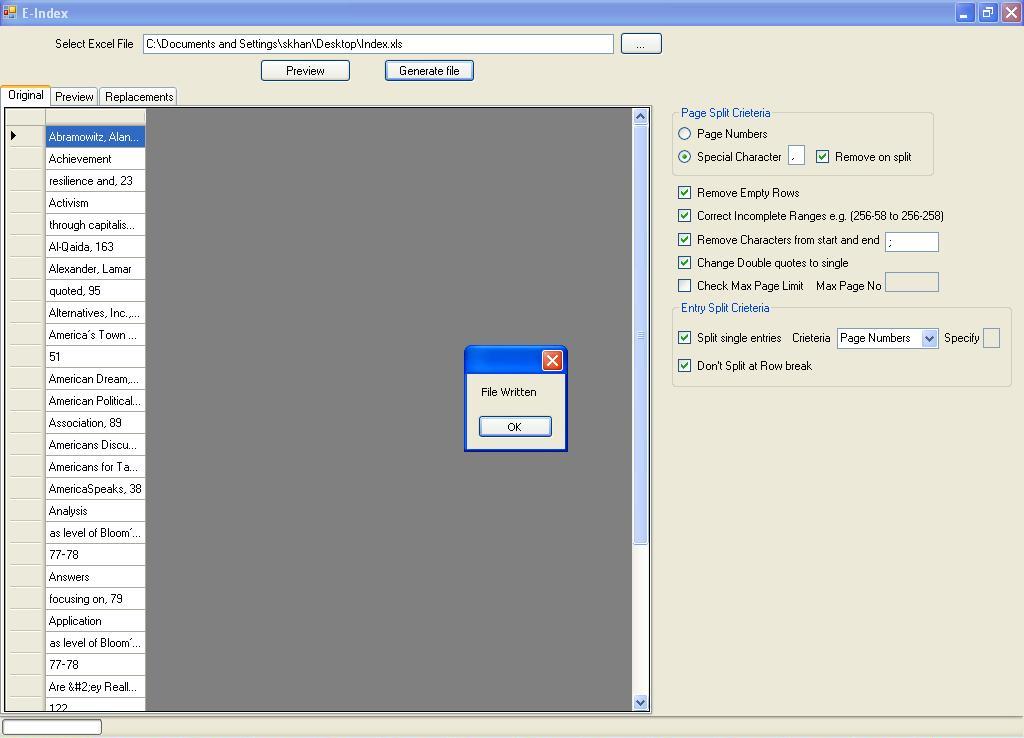 E-Index
Select Excel File C:\Documents and Settings\skhan\Desktop\Index.xls ...
Preview Generate file
Original Preview Replacements
Abramowitz, Alan...
Achievement
resilience and, 23
Activism
through capitalis...
Al-Qaida, 163
Alexander, Lamar
quoted, 95
Alternatives, Inc.,...
America´s Town ...
51
American Dream,...
American Political...
Association, 89
Americans Discu...
Americans for Ta...
AmericaSpeaks, 38
Analysis
as level of Bloom´...
77-78
Answers
focusing on, 79
Application
as level of Bloom´...
77-78
Are &#2;ey Reall...
122
File Written
OK
Page Split Crieteria
Page Numbers
Special Character , Remove on split
Remove Empty Rows
Correct Incomplete Ranges e.g. (256-58 to 256-258)
Remove Characters from start and end ;
Change Double quotes to single
Check Max Page Limit Max Page No
Entry Split Crieteria
Split single entries Crieteria Page Numbers Specify
Don't Split at Row break